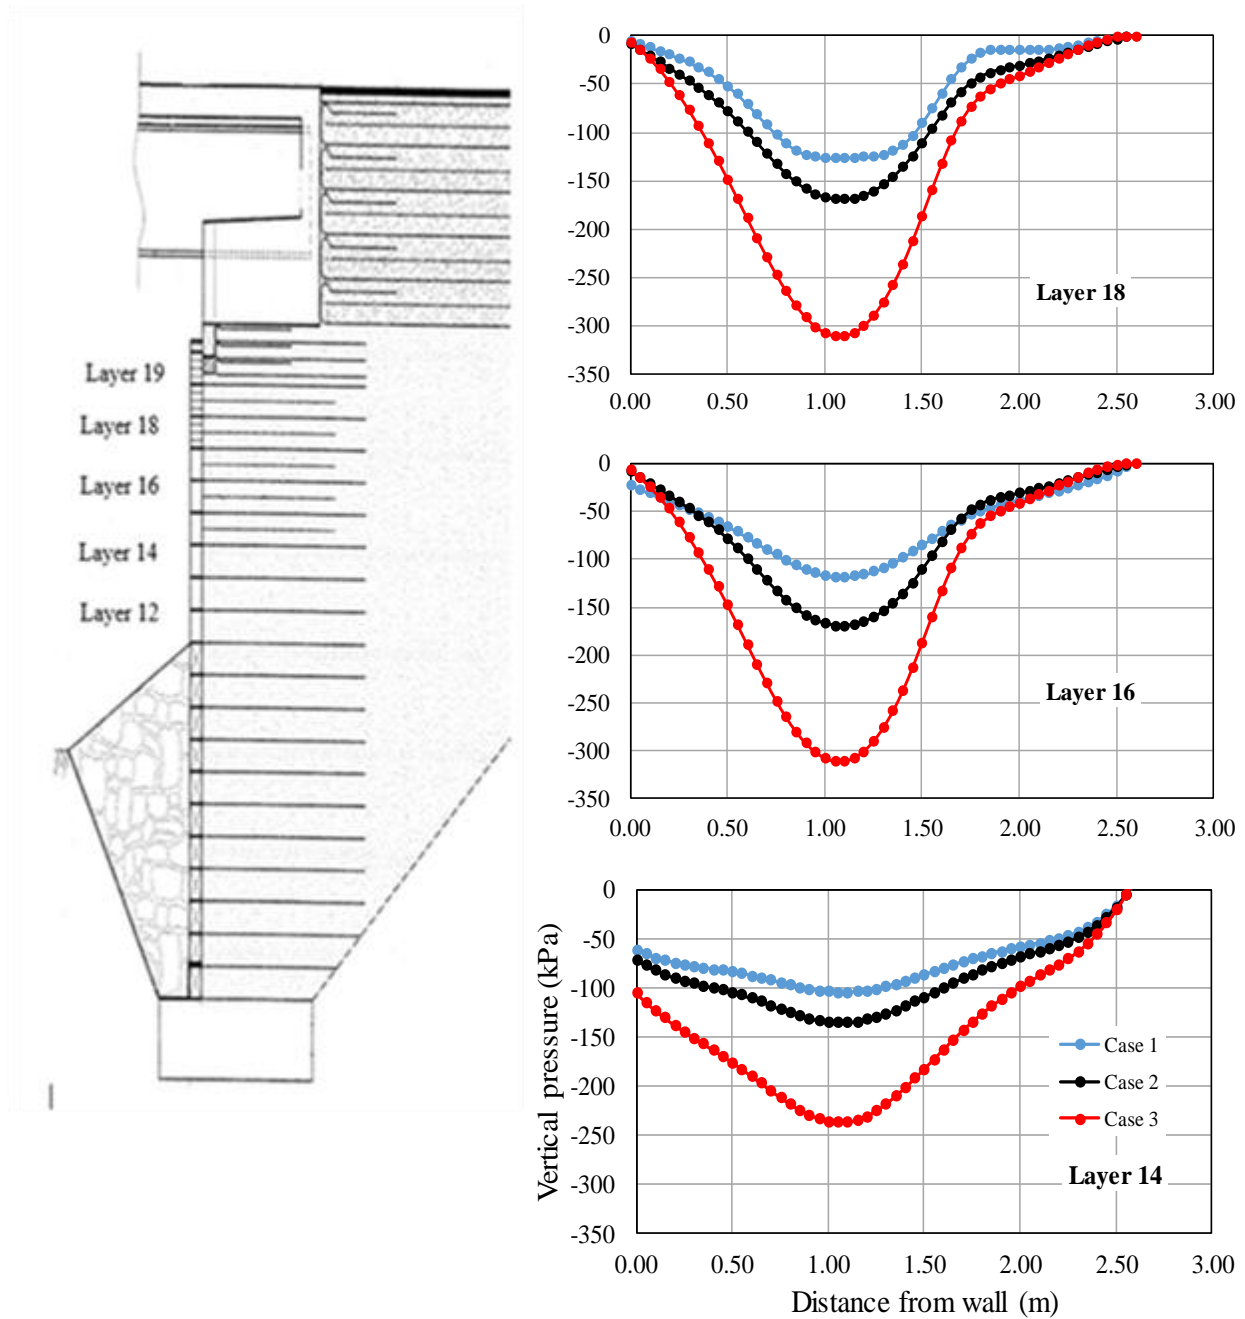 Layer 19
Layer 18
Layer 16
Layer 14
Layer 12
0
-50
-100
-150
-200
-250
-300
-350
0.00 0.50 1.00 1.50 2.00 2.50 3.00
Layer 18
0
-50
-100
-150
-200
-250
-300
-350
0.00 0.50 1.00 1.50 2.00 2.50 3.00
Layer 16
0
-50
-100
-150
-200
-250
-300
-350
0.00 0.50 1.00 1.50 2.00 2.50 3.00
Vertical pressure (kPa)
Case 1
Case 2
Case 3
Layer 14
Distance from wall (m)